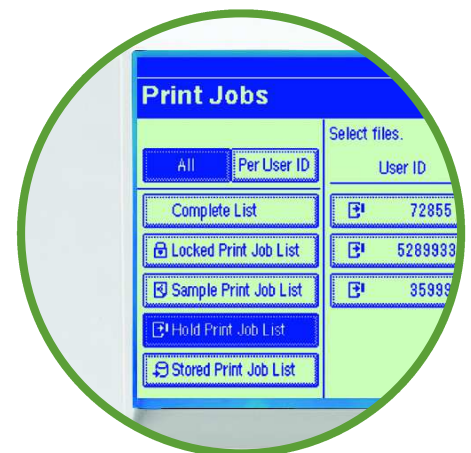 Print Jobs
Select files.
All
Per User ID
User ID
Complete List
72855
Locked Print Job List
5289933
Sample Print Job List
Hold Print Job List
Stored Print Job List